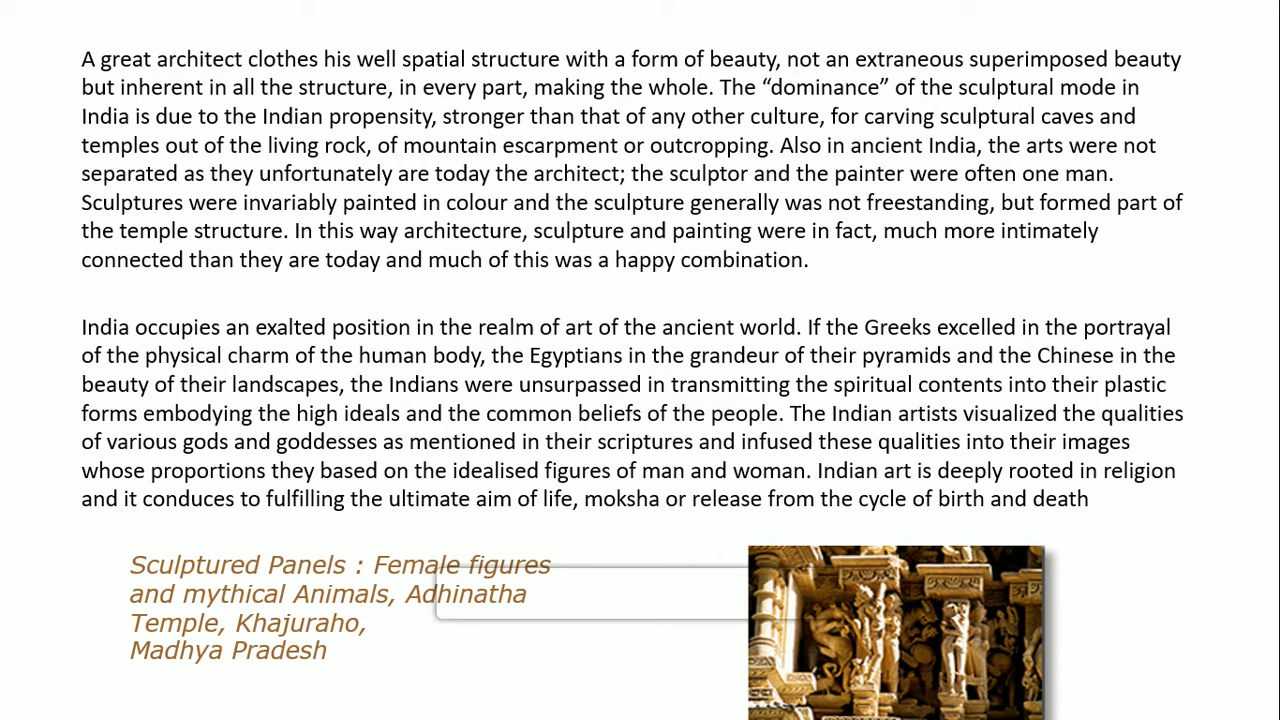 A great architect clothes his well spatial structure with a form of beauty, not an extraneous superimposed beauty
but inherent in all the structure, in every part, making the whole. The “dominance” of the sculptural mode in
India is due to the Indian propensity, stronger than that of any other culture, for carving sculptural caves and
temples out of the living rock, of mountain escarpment or outcropping. Also in ancient India, the arts were not
separated as they unfortunately are today the architect; the sculptor and the painter were often one man.
Sculptures were invariably painted in colour and the sculpture generally was not freestanding, but formed part of
the temple structure. In this way architecture, sculpture and painting were in fact, much more intimately
connected than they are today and much of this was a happy combination.
India occupies an exalted position in the realm of art of the ancient world. If the Greeks excelled in the portrayal
of the physical charm of the human body, the Egyptians in the grandeur of their pyramids and the Chinese in the
beauty of their landscapes, the Indians were unsurpassed in transmitting the spiritual contents into their plastic
forms embodying the high ideals and the common beliefs of the people. The Indian artists visualized the qualities
of various gods and goddesses as mentioned in their scriptures and infused these qualities into their images
whose proportions they based on the idealised figures of man and woman. Indian art is deeply rooted in religion
and it conduces to fulfilling the ultimate aim of life, moksha or release from the cycle of birth and death
Sculptured Panels : Female figures
and mythical Animals, Adhinatha
Temple, Khajuraho,
Madhya Pradesh